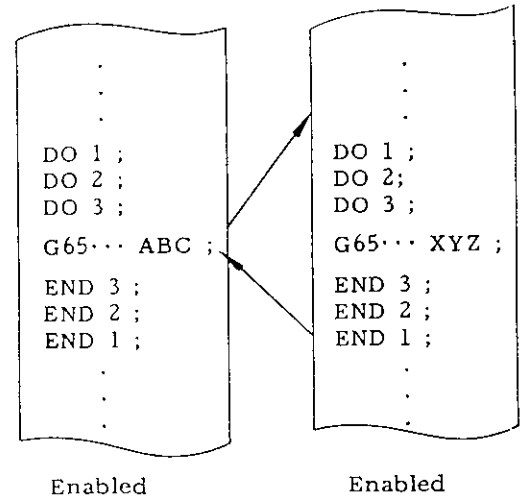 DO 1 ;
DO 2 ;
DO 3 ;
G65··· ABC ;
END 3 ;
END 2 ;
END 1 ;
Enabled
DO 1 ;
DO 2;
DO 3 ;
G65··· XYZ ;
END 3 ;
END 2 ;
END 1 ;
Enabled